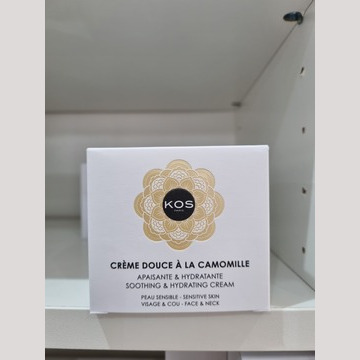 KOS
CRÈME DOUCE À LA CAMOMILLE
APAISANTE & HYDRATANTE
SOOTHING & HYDRATING CREAM
PEAU SENSIBLE - SENSITIVE SKIN
VISAGE & COU - FACE & NECK